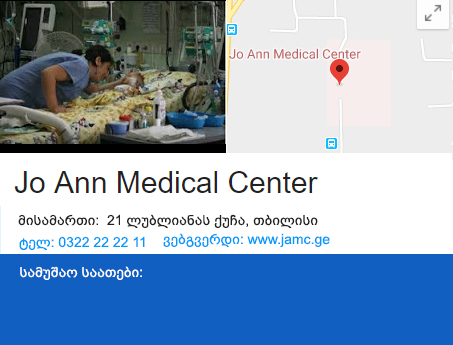 Jo Ann Medical Center
Jo Ann Medical Center
მისამართი: 21 ლუბლიანას ქუჩა, თბილისი
ტელ: 0322 22 22 11 ვებგვერდი: www.jamc.ge
სამუშაო საათები: